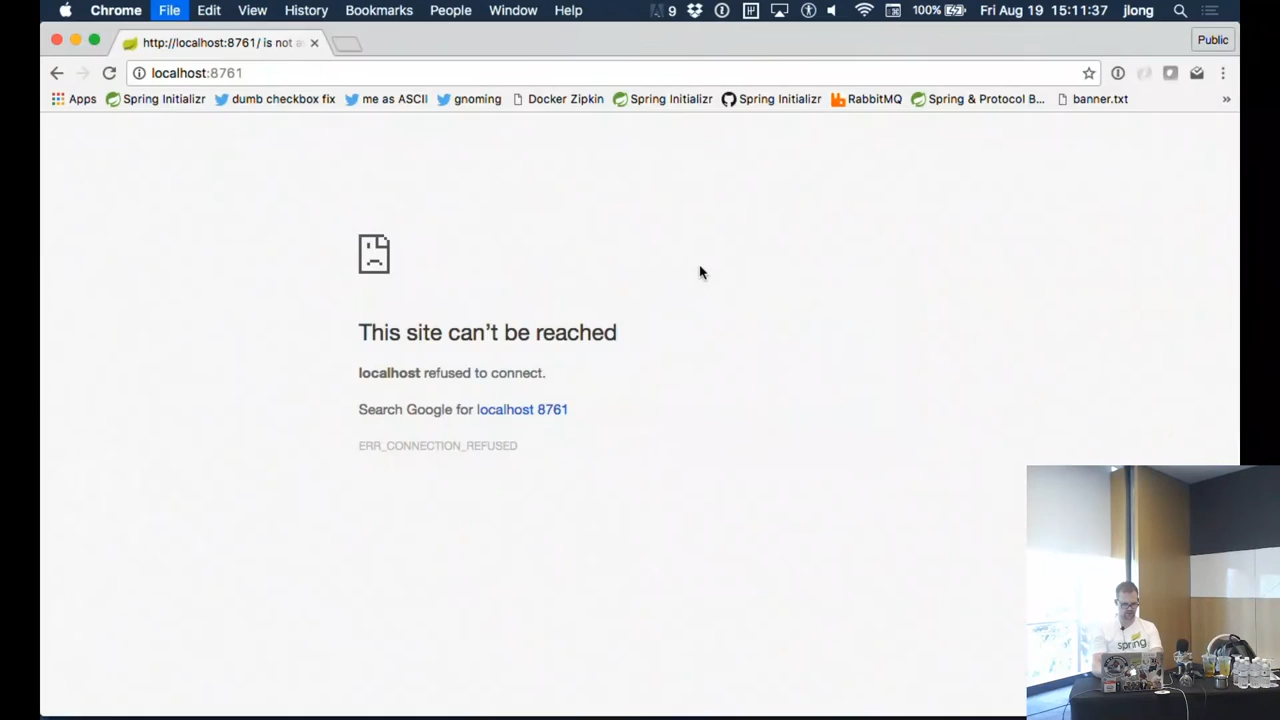 Chrome File Edit View History Bookmarks People Window Help 9 100% Fri Aug 19 15:11:37 jlong
http://localhost:8761/ is not a Public
localhost:8761
Apps Spring Initializr dumb checkbox fix me as ASCII gnoming Docker Zipkin Spring Initializr Spring Initializr RabbitMQ Spring & Protocol B... banner.txt »
This site can’t be reached
localhost refused to connect.
Search Google for localhost 8761
ERR_CONNECTION_REFUSED
spring